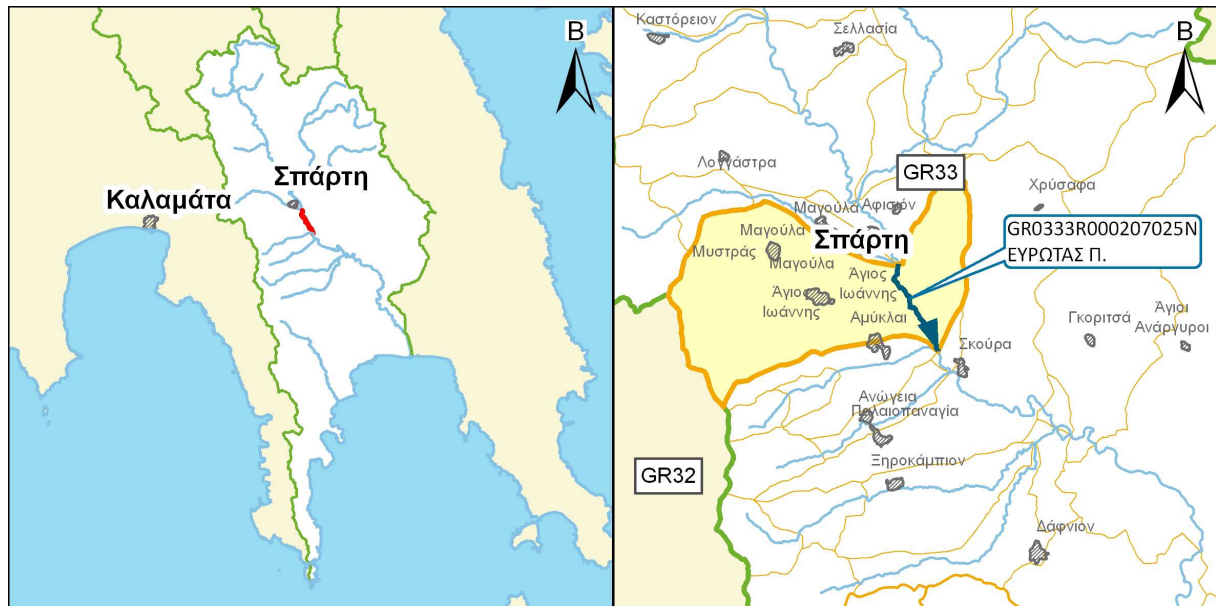 Β
Σπάρτη
Καλαμάτα
Καστόρειον
Σελλασία
Β
Λογγάστρα
GR33
Χρύσαφα
Μαγούλα
Αφισιόν
Μαγούλα
Σπάρτη
GR0333R000207025N
ΕΥΡΩΤΑΣ Π.
Μυστράς
Μαγούλα
Άγιος
Ιωάννης
Άγιο
Ιωάννης
Αμύκλαι
Γκοριτσά
Άγιοι
Ανάργυροι
Σκούρα
Ανώγεια
Παλαιοπαναγία
Ξηροκάμπιον
GR32
Δάφνιον